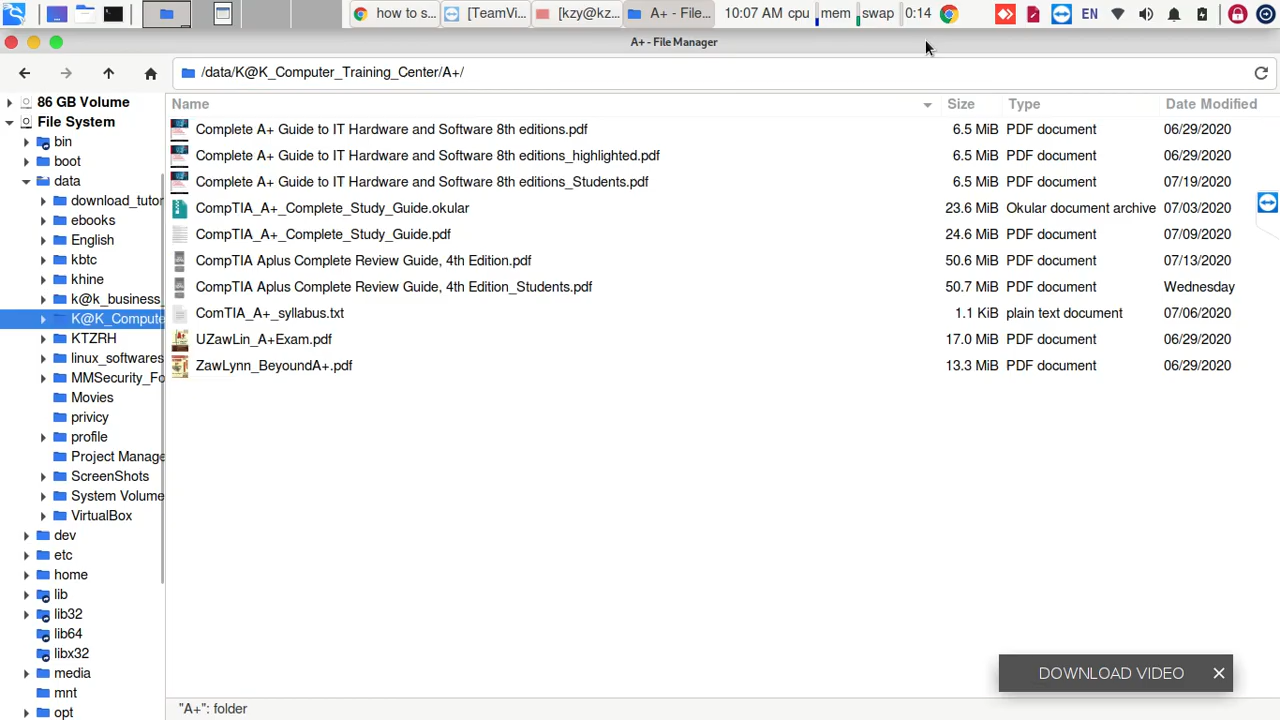 how to s...
[TeamVi...
[kzy@kz...
A+ - File...
10:07 AM
cpu
mem
swap
0:14
EN
A+ - File Manager
/data/K@K_Computer_Training_Center/A+/
86 GB Volume
File System
bin
boot
data
download_tutor
ebooks
English
kbtc
khine
k@k_business_
K@K_Compute
KTZRH
linux_softwares
MMSecurity_Fo
Movies
privicy
profile
Project Manage
ScreenShots
System Volume
VirtualBox
dev
etc
home
lib
lib32
lib64
libx32
media
mnt
opt
Name Size Type Date Modified
Complete A+ Guide to IT Hardware and Software 8th editions.pdf 6.5 MiB PDF document 06/29/2020
Complete A+ Guide to IT Hardware and Software 8th editions_highlighted.pdf 6.5 MiB PDF document 06/29/2020
Complete A+ Guide to IT Hardware and Software 8th editions_Students.pdf 6.5 MiB PDF document 07/19/2020
CompTIA_A+_Complete_Study_Guide.okular 23.6 MiB Okular document archive 07/03/2020
CompTIA_A+_Complete_Study_Guide.pdf 24.6 MiB PDF document 07/09/2020
CompTIA Aplus Complete Review Guide, 4th Edition.pdf 50.6 MiB PDF document 07/13/2020
CompTIA Aplus Complete Review Guide, 4th Edition_Students.pdf 50.7 MiB PDF document Wednesday
ComTIA_A+_syllabus.txt 1.1 KiB plain text document 07/06/2020
UZawLin_A+Exam.pdf 17.0 MiB PDF document 06/29/2020
ZawLynn_BeyoundA+.pdf 13.3 MiB PDF document 06/29/2020
DOWNLOAD VIDEO
"A+": folder